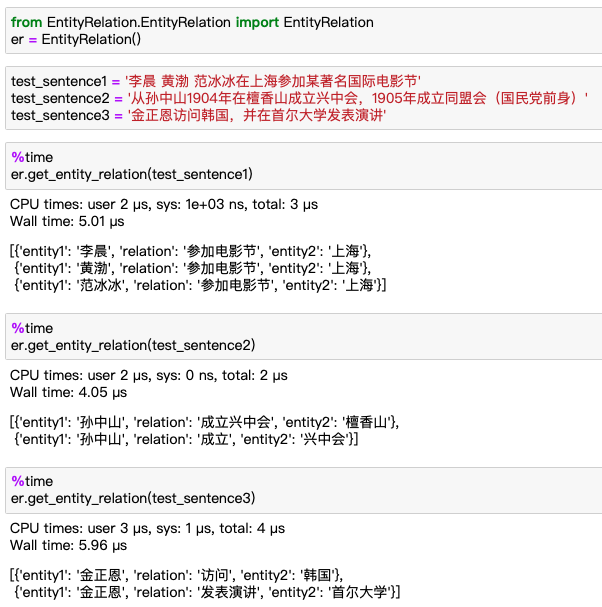 from EntityRelation.EntityRelation import EntityRelation
er = EntityRelation()
test_sentence1 = '李晨 黄渤 范冰冰在上海参加某著名国际电影节'
test_sentence2 = '从孙中山1904年在檀香山成立兴中会，1905年成立同盟会（国民党前身）'
test_sentence3 = '金正恩访问韩国，并在首尔大学发表演讲'
%time
er.get_entity_relation(test_sentence1)
CPU times: user 2 µs, sys: 1e+03 ns, total: 3 µs
Wall time: 5.01 µs
[{'entity1': '李晨', 'relation': '参加电影节', 'entity2': '上海'},
{'entity1': '黄渤', 'relation': '参加电影节', 'entity2': '上海'},
{'entity1': '范冰冰', 'relation': '参加电影节', 'entity2': '上海'}]
%time
er.get_entity_relation(test_sentence2)
CPU times: user 2 µs, sys: 0 ns, total: 2 µs
Wall time: 4.05 µs
[{'entity1': '孙中山', 'relation': '成立兴中会', 'entity2': '檀香山'},
{'entity1': '孙中山', 'relation': '成立', 'entity2': '兴中会'}]
%time
er.get_entity_relation(test_sentence3)
CPU times: user 3 µs, sys: 1 µs, total: 4 µs
Wall time: 5.96 µs
[{'entity1': '金正恩', 'relation': '访问', 'entity2': '韩国'},
{'entity1': '金正恩', 'relation': '发表演讲', 'entity2': '首尔大学'}]